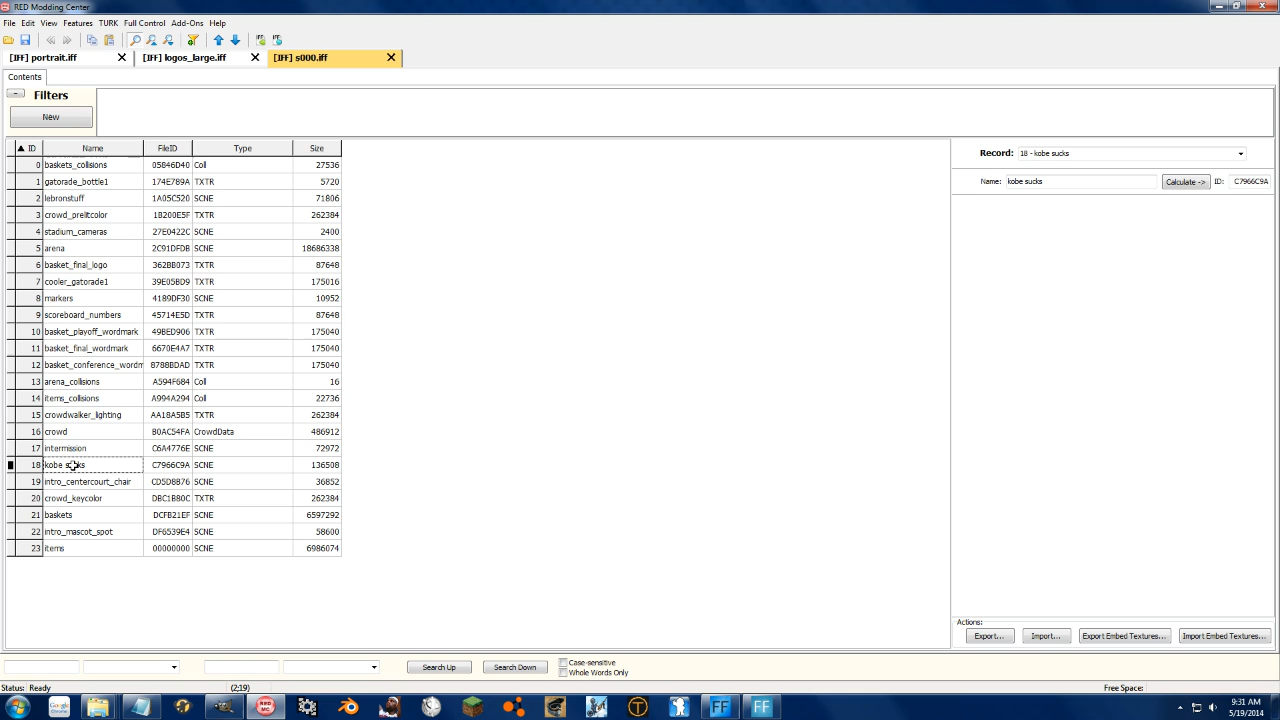 RED Modding Center
File Edit View Features TURK Full Control Add-Ons Help
[IFF] portrait.iff [IFF] logos_large.iff [IFF] s000.iff
Contents
Filters
New
ID Name FileID Type Size
0 baskets_collisions 05846D40 Coll 27536
1 gatorade_bottle1 174E789A TXTR 5720
2 lebronstuff 1A05C520 SCNE 71806
3 crowd_prelitcolor 1B200E5F TXTR 262384
4 stadium_cameras 27E0422C SCNE 2400
5 arena 2C91DFDB SCNE 18686338
6 basket_final_logo 362BB073 TXTR 87648
7 cooler_gatorade1 39E05BD9 TXTR 175016
8 markers 4189DF30 SCNE 10952
9 scoreboard_numbers 45714E5D TXTR 87648
10 basket_playoff_wordmark 49BED906 TXTR 175040
11 basket_final_wordmark 6670E4A7 TXTR 175040
12 basket_conference_wordm 8788BDAD TXTR 175040
13 arena_collisions A594F684 Coll 16
14 items_collisions A994A294 Coll 22736
15 crowdwalker_lighting AA18A5B5 TXTR 262384
16 crowd B0AC54FA CrowdData 486912
17 intermission C6A4776E SCNE 72972
18 kobe sucks C7966C9A SCNE 136508
19 intro_centercourt_chair CD5D8B76 SCNE 36852
20 crowd_keycolor DBC1B80C TXTR 262384
21 baskets DCFB21EF SCNE 6597292
22 intro_mascot_spot DF6539E4 SCNE 58600
23 items 00000000 SCNE 6986074
Record: 18 - kobe sucks
Name: kobe sucks Calculate -> ID: C7966C9A
Actions:
Export... Import... Export Embed Textures... Import Embed Textures...
Search Up Search Down Case-sensitive
Whole Words Only
Status: Ready (2;19) Free Space:
Google
RED MC
FF FF
9:31 AM
5/19/2014